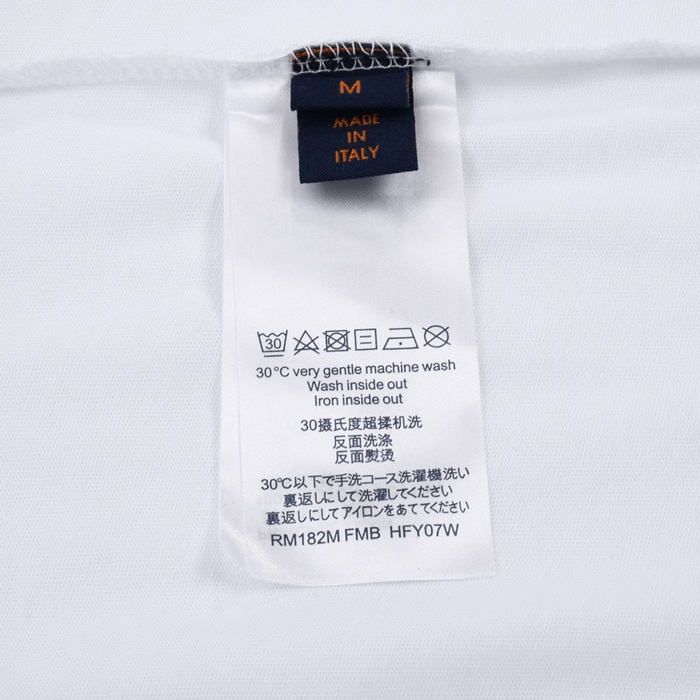 M
MADE
IN
ITALY
30
30°C very gentle machine wash
Wash inside out
Iron inside out
30摄氏度超揉机洗
反面洗涤
反面熨烫
30℃以下で手洗コース洗濯機洗い
裏返しにして洗濯してください
裏返しにしてアイロンをあててください
RM182M FMB HFY07W